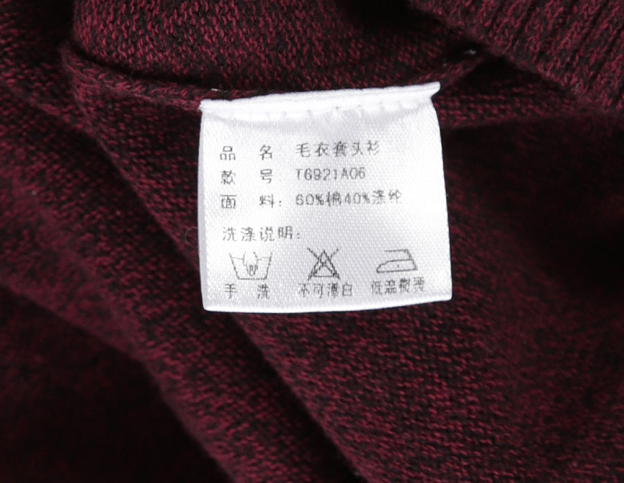 品 名 毛衣套头衫
款 号 T6921A06
面 料: 60%棉40%涤纶
洗涤说明:
手 洗 不可漂白 低温熨烫